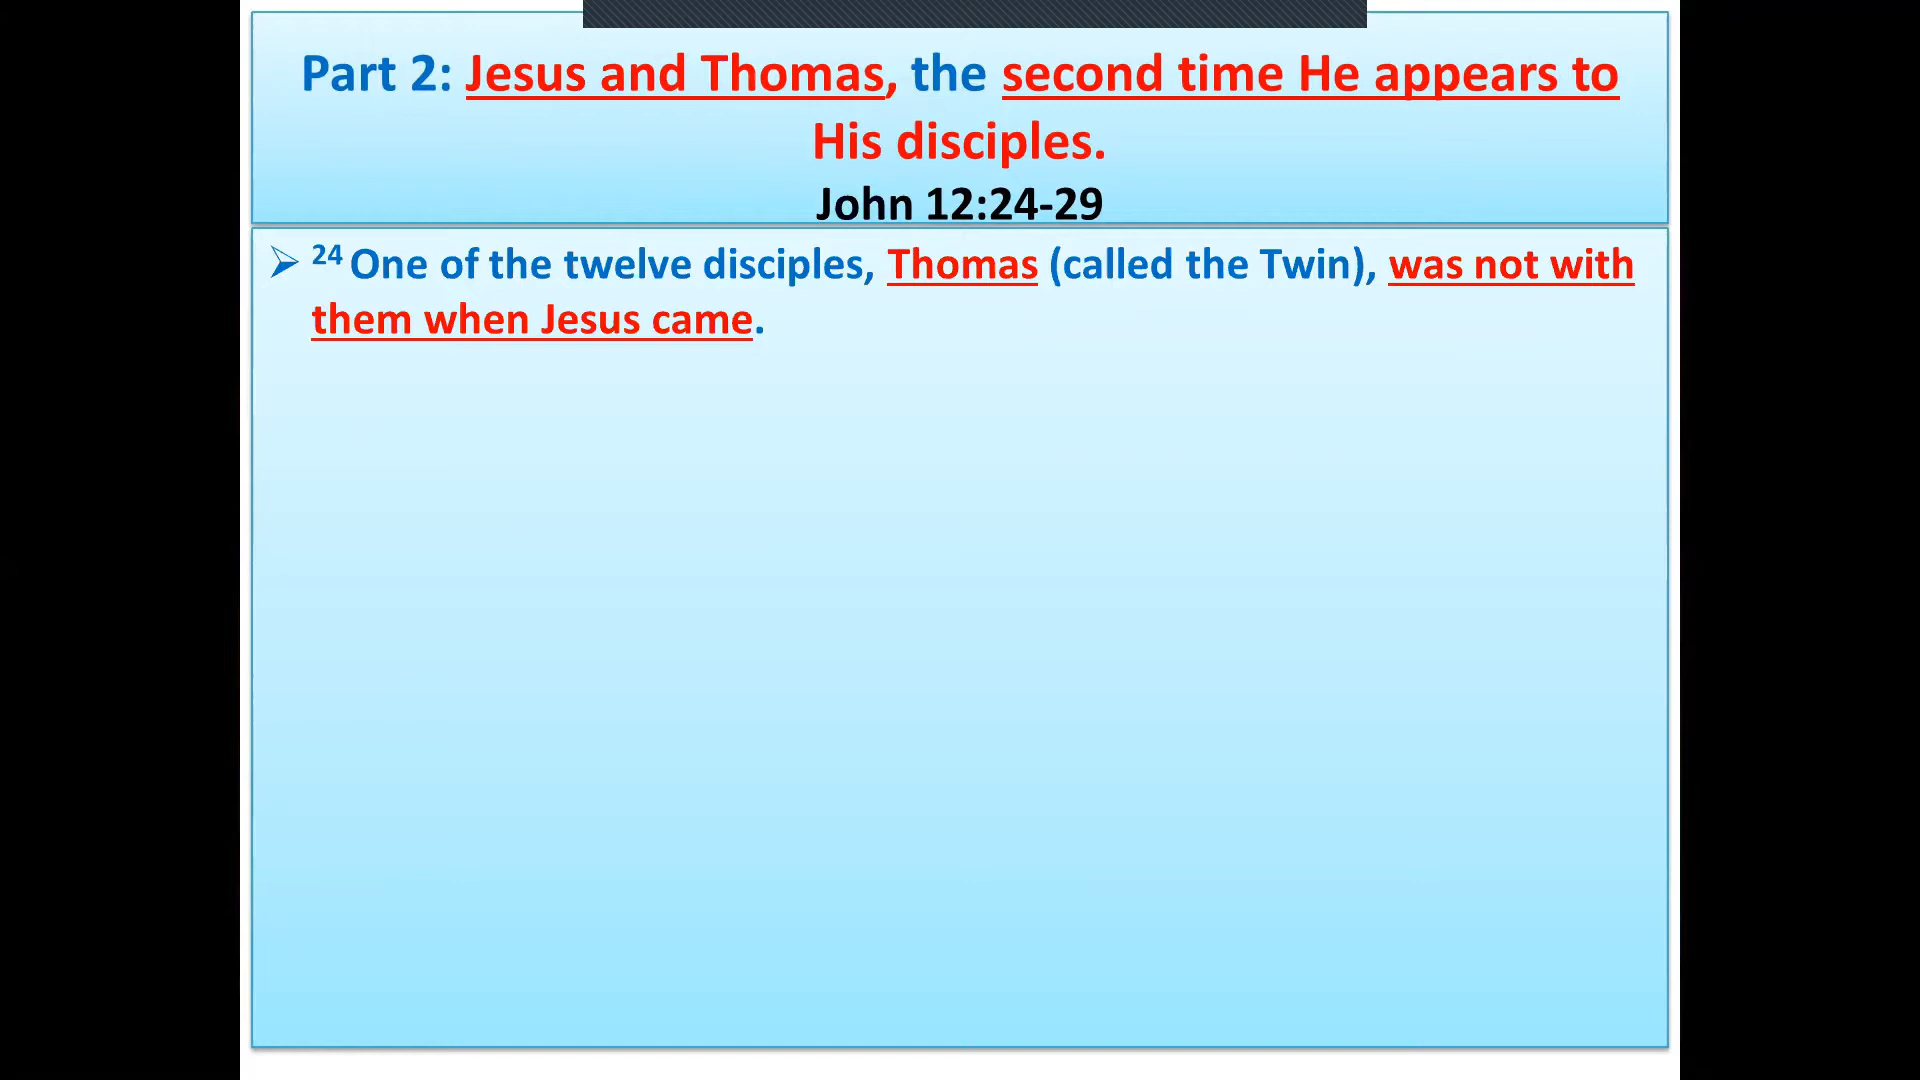 Part 2: Jesus and Thomas, the second time He appears to
His disciples.
John 12:24-29
➢ 24 One of the twelve disciples, Thomas (called the Twin), was not with
them when Jesus came.